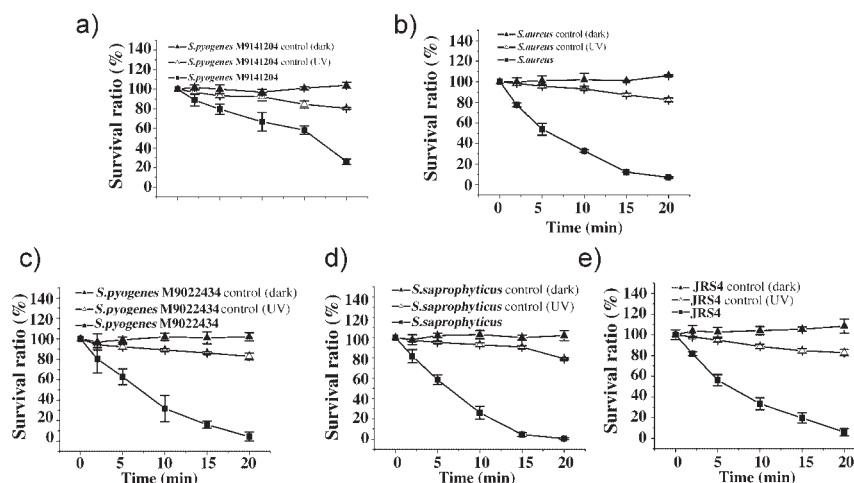 a)
S.pyogenes M9141204 control (dark)
S.pyogenes M9141204 control (UV)
S.pyogenes M9141204
Survival ratio (%)
140
120
100
80
60
40
20
0
b)
S.aureus control (dark)
S.aureus control (UV)
S.aureus
Survival ratio (%)
140
120
100
80
60
40
20
0
0 5 10 15 20
Time (min)
c)
S.pyogenes M9022434 control (dark)
S.pyogenes M9022434 control (UV)
S.pyogenes M9022434
Survival ratio (%)
140
120
100
80
60
40
20
0
0 5 10 15 20
Time (min)
d)
S.saprophyticus control (dark)
S.saprophyticus control (UV)
S.saprophyticus
Survival ratio (%)
140
120
100
80
60
40
20
0
0 5 10 15 20
Time (min)
e)
JRS4 control (dark)
JRS4 control (UV)
JRS4
Survival ratio (%)
140
120
100
80
60
40
20
0
0 5 10 15 20
Time (min)